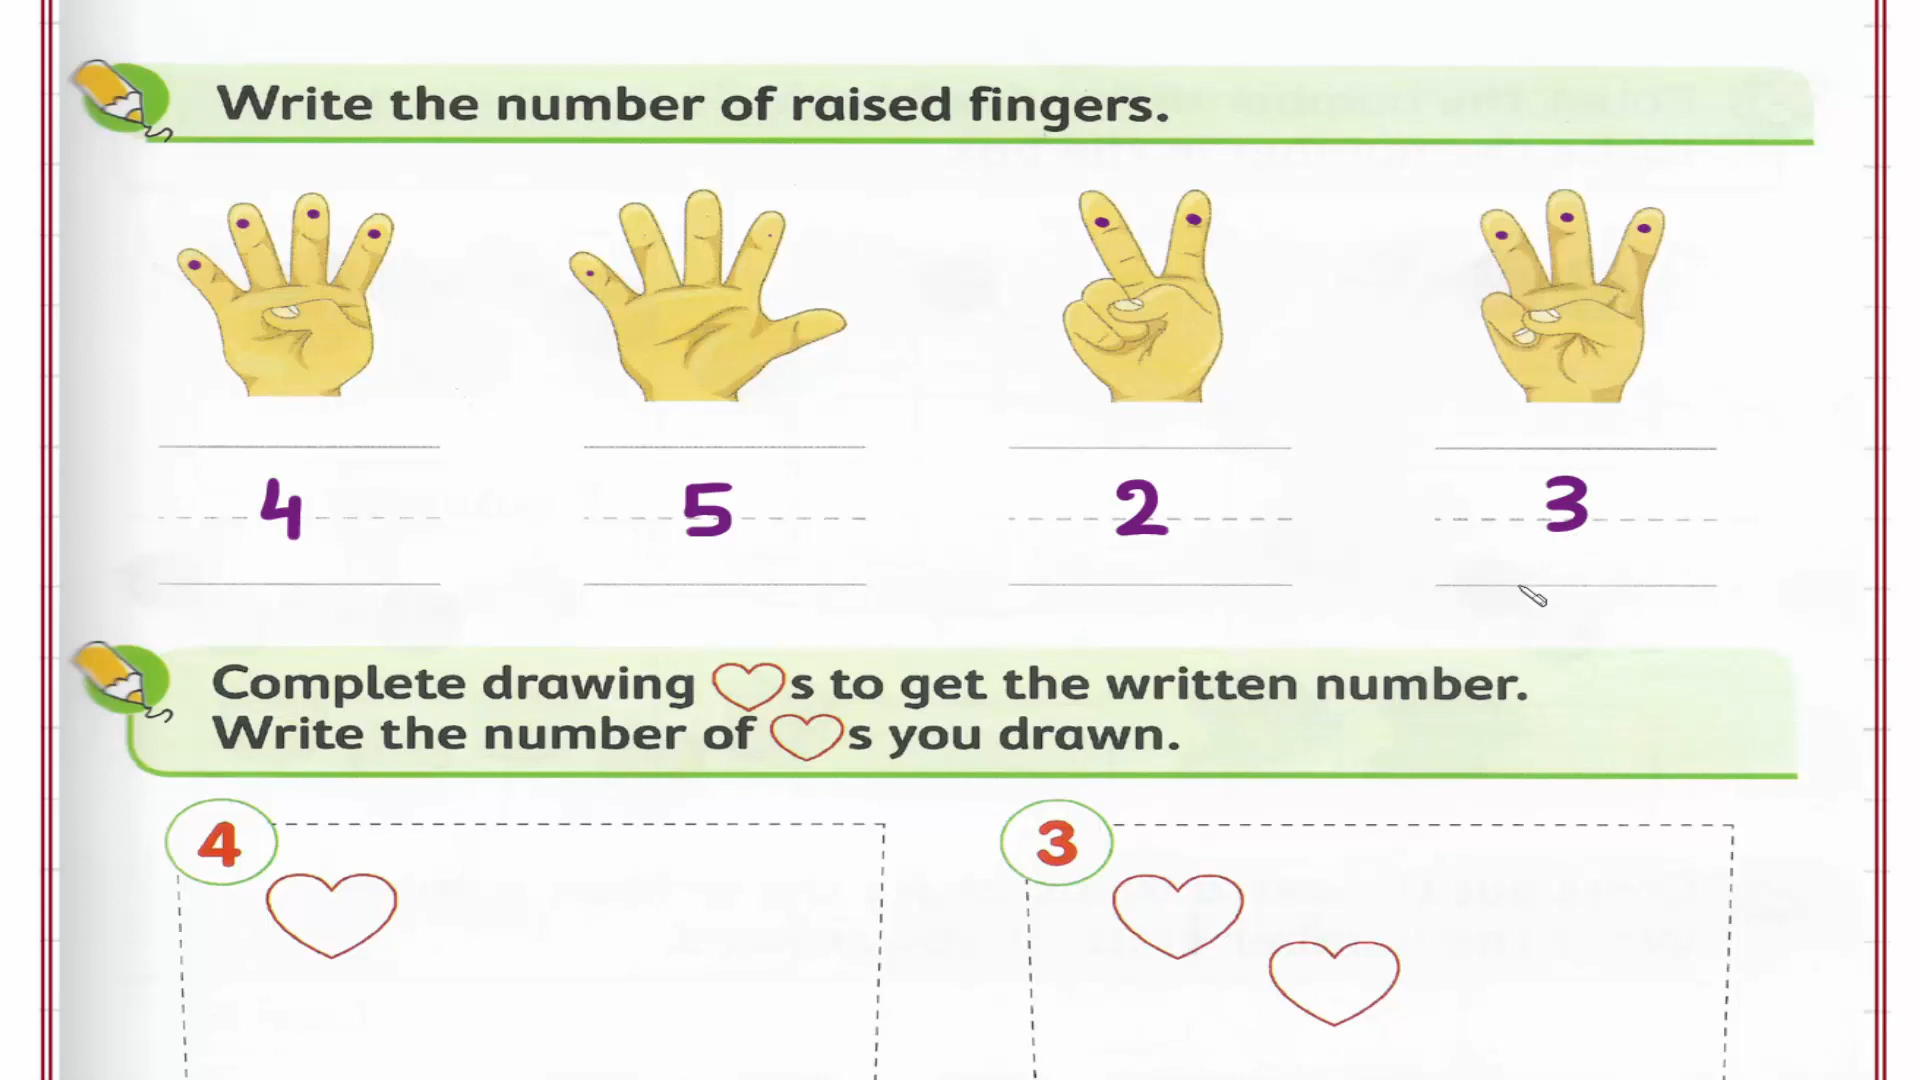 Write the number of raised fingers.
4 5 2 3
Complete drawing s to get the written number.
Write the number of s you drawn.
4 3